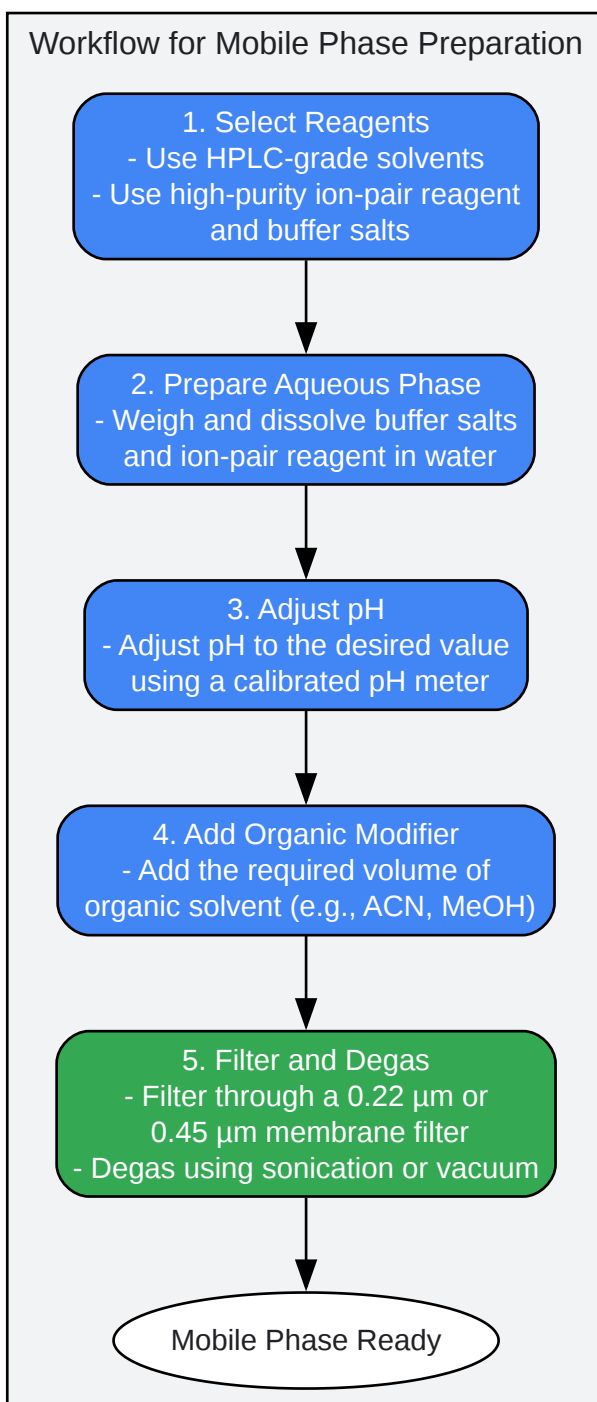 Workflow for Mobile Phase Preparation
1. Select Reagents
- Use HPLC-grade solvents
- Use high-purity ion-pair reagent
and buffer salts
2. Prepare Aqueous Phase
- Weigh and dissolve buffer salts
and ion-pair reagent in water
3. Adjust pH
- Adjust pH to the desired value
using a calibrated pH meter
4. Add Organic Modifier
- Add the required volume of
organic solvent (e.g., ACN, MeOH)
5. Filter and Degas
- Filter through a 0.22 µm or
0.45 µm membrane filter
- Degas using sonication or vacuum
Mobile Phase Ready